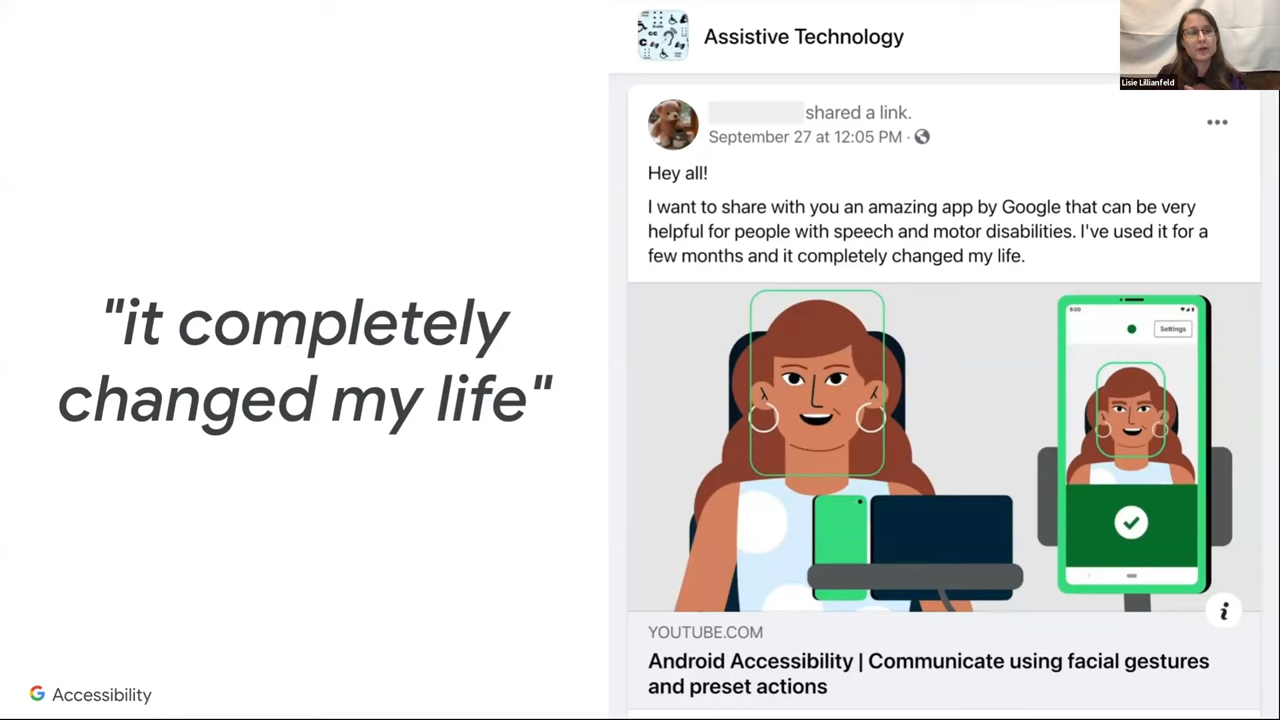 "it completely
changed my life"
Accessibility
Assistive Technology
shared a link.
September 27 at 12:05 PM ·
Hey all!
I want to share with you an amazing app by Google that can be very
helpful for people with speech and motor disabilities. I've used it for a
few months and it completely changed my life.
9:00
Settings
YOUTUBE.COM
Android Accessibility | Communicate using facial gestures
and preset actions
Lisie Lillianfeld